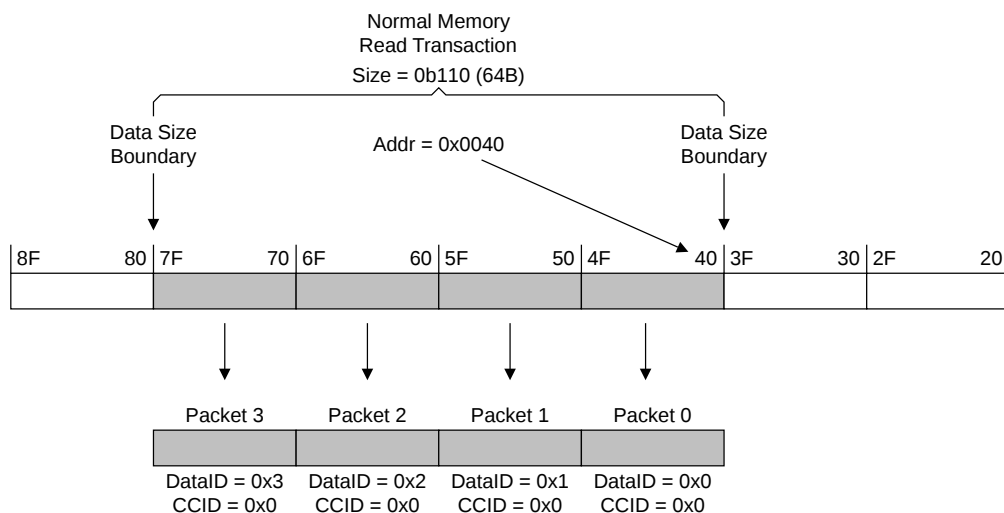 Normal Memory
Read Transaction
Size = 0b110 (64B)
Data Size
Boundary
Addr = 0x0040
Data Size
Boundary
8F 80 7F 70 6F 60 5F 50 4F 40 3F 30 2F 20
Packet 3 Packet 2 Packet 1 Packet 0
DataID = 0x3 DataID = 0x2 DataID = 0x1 DataID = 0x0
CCID = 0x0 CCID = 0x0 CCID = 0x0 CCID = 0x0